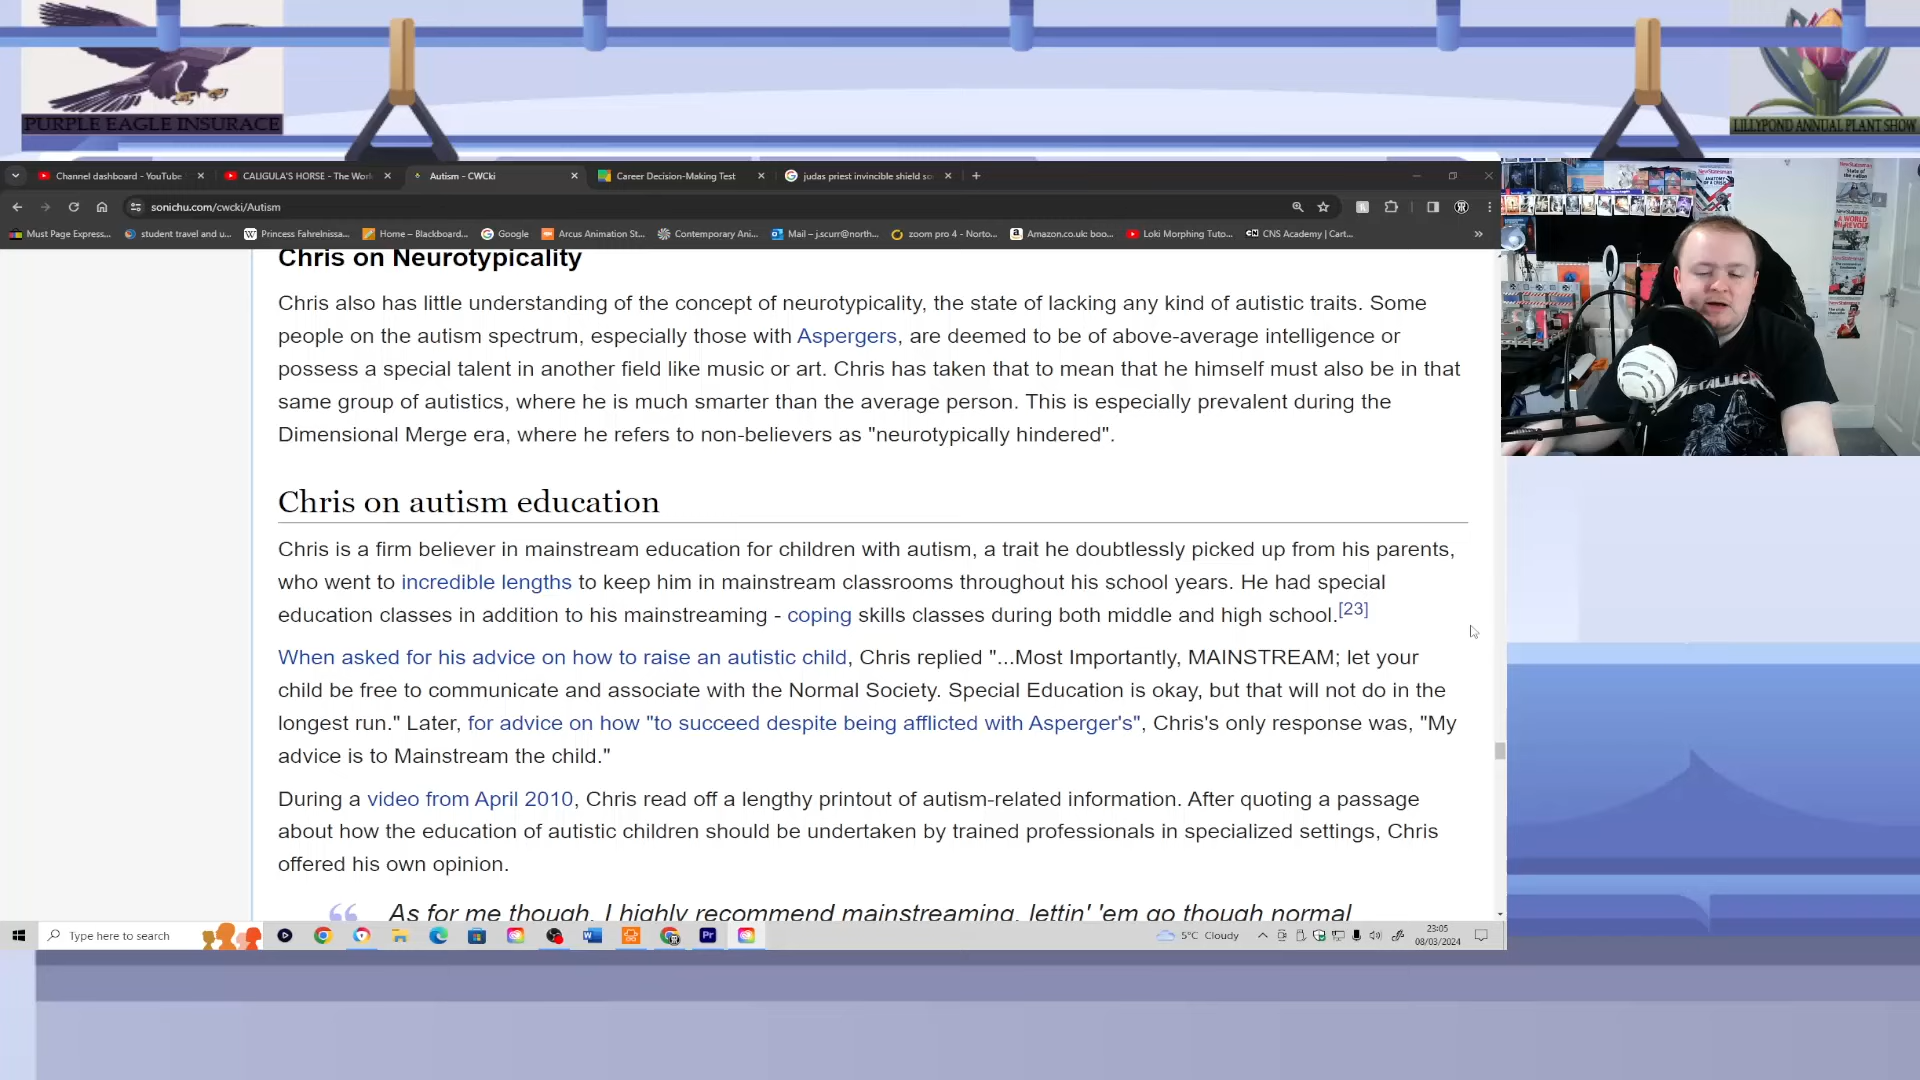 PURPLE EAGLE INSURACE
LILLYPOND ANNUAL PLANT SHOW
Channel dashboard - YouTube
CALIGULA'S HORSE - The Worl
Autism - CWCki
Career Decision-Making Test
judas priest invincible shield so
sonichu.com/cwcki/Autism
Must Page Express...
student travel and u...
Princess Fahrelnissa...
Home – Blackboard...
Google
Arcus Animation St...
Contemporary Ani...
Mail – j.scurr@north...
zoom pro 4 - Norto...
Amazon.co.uk: boo...
Loki Morphing Tuto...
CNS Academy | Cart...
Chris on Neurotypicality
Chris also has little understanding of the concept of neurotypicality, the state of lacking any kind of autistic traits. Some
people on the autism spectrum, especially those with Aspergers, are deemed to be of above-average intelligence or
possess a special talent in another field like music or art. Chris has taken that to mean that he himself must also be in that
same group of autistics, where he is much smarter than the average person. This is especially prevalent during the
Dimensional Merge era, where he refers to non-believers as "neurotypically hindered".
Chris on autism education
Chris is a firm believer in mainstream education for children with autism, a trait he doubtlessly picked up from his parents,
who went to incredible lengths to keep him in mainstream classrooms throughout his school years. He had special
education classes in addition to his mainstreaming - coping skills classes during both middle and high school.[23]
When asked for his advice on how to raise an autistic child, Chris replied "...Most Importantly, MAINSTREAM; let your
child be free to communicate and associate with the Normal Society. Special Education is okay, but that will not do in the
longest run." Later, for advice on how "to succeed despite being afflicted with Asperger's", Chris's only response was, "My
advice is to Mainstream the child."
During a video from April 2010, Chris read off a lengthy printout of autism-related information. After quoting a passage
about how the education of autistic children should be undertaken by trained professionals in specialized settings, Chris
offered his own opinion.
As for me though, I highly recommend mainstreaming, lettin' 'em go though normal
Type here to search
5°C Cloudy
23:05
08/03/2024
NewStatesman
A WORLD
IN REVOLT
METALLICA